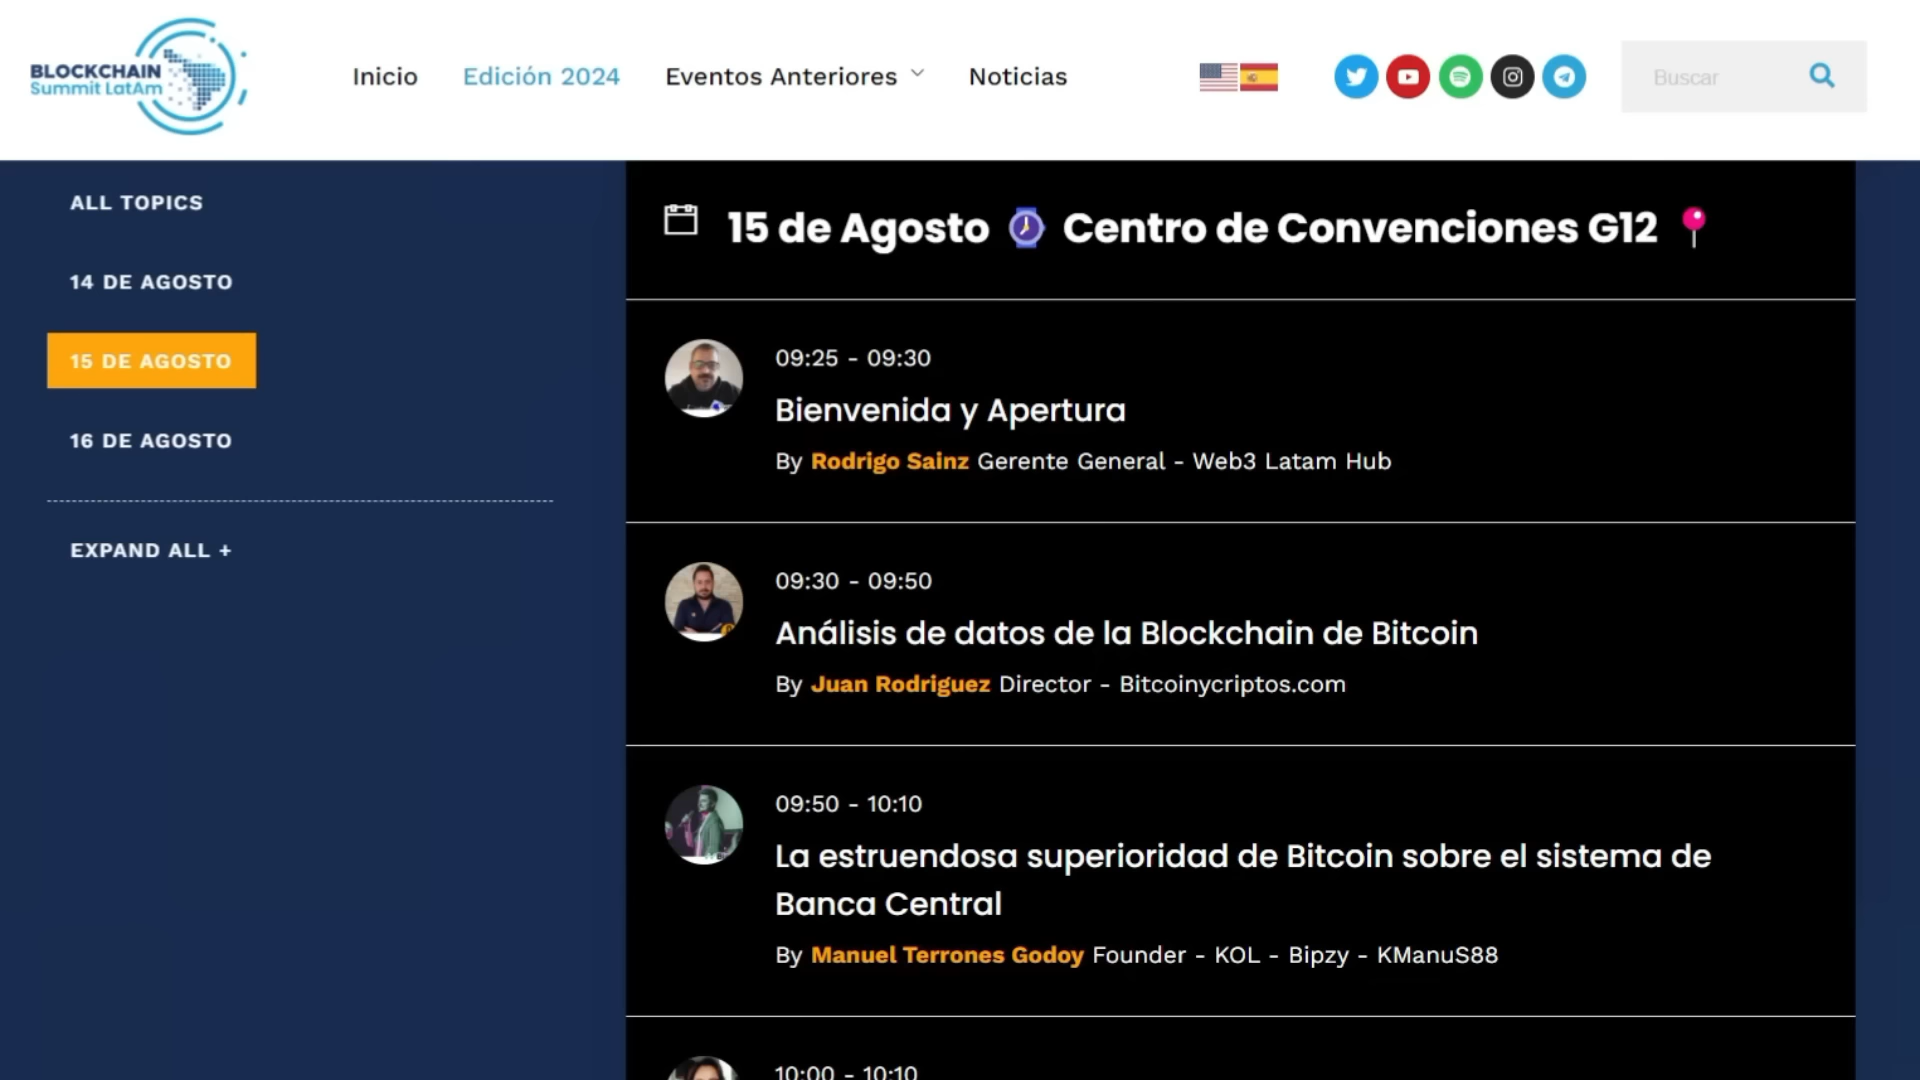 BLOCKCHAIN
Summit LatAm
Inicio
Edición 2024
Eventos Anteriores
Noticias
Buscar
ALL TOPICS
14 DE AGOSTO
15 DE AGOSTO
16 DE AGOSTO
EXPAND ALL +
15 de Agosto Centro de Convenciones G12
09:25 - 09:30
Bienvenida y Apertura
By Rodrigo Sainz Gerente General - Web3 Latam Hub
09:30 - 09:50
Análisis de datos de la Blockchain de Bitcoin
By Juan Rodriguez Director - Bitcoinycriptos.com
09:50 - 10:10
La estruendosa superioridad de Bitcoin sobre el sistema de
Banca Central
By Manuel Terrones Godoy Founder - KOL - Bipzy - KManuS88
10:00 - 10:10